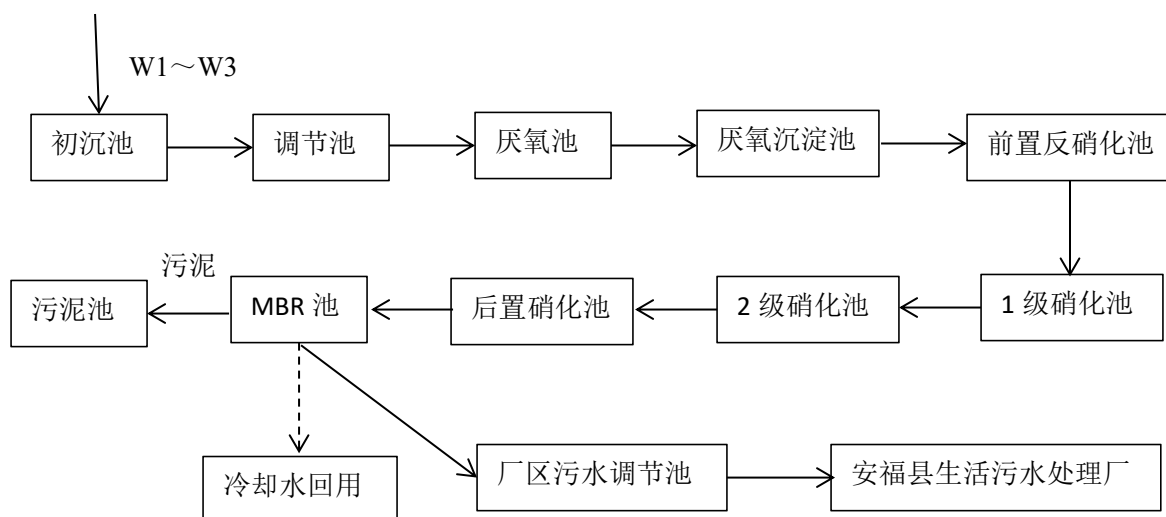 W1～W3
初沉池
调节池
厌氧池
厌氧沉淀池
前置反硝化池
1 级硝化池
2 级硝化池
后置硝化池
MBR 池
污泥
污泥池
冷却水回用
厂区污水调节池
安福县生活污水处理厂